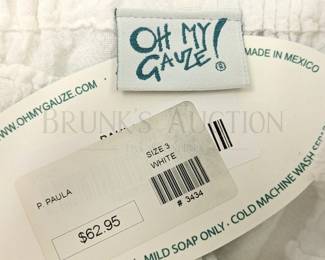 OH MY
GAUZE!®
WWW.OHMYGAUZE.COM •
MADE IN MEXICO
BRUNK'S AUCTION
P. PAULA
SIZE 3
WHITE
# 3434
$62.95
MILD SOAP ONLY • COLD MACHINE WASH